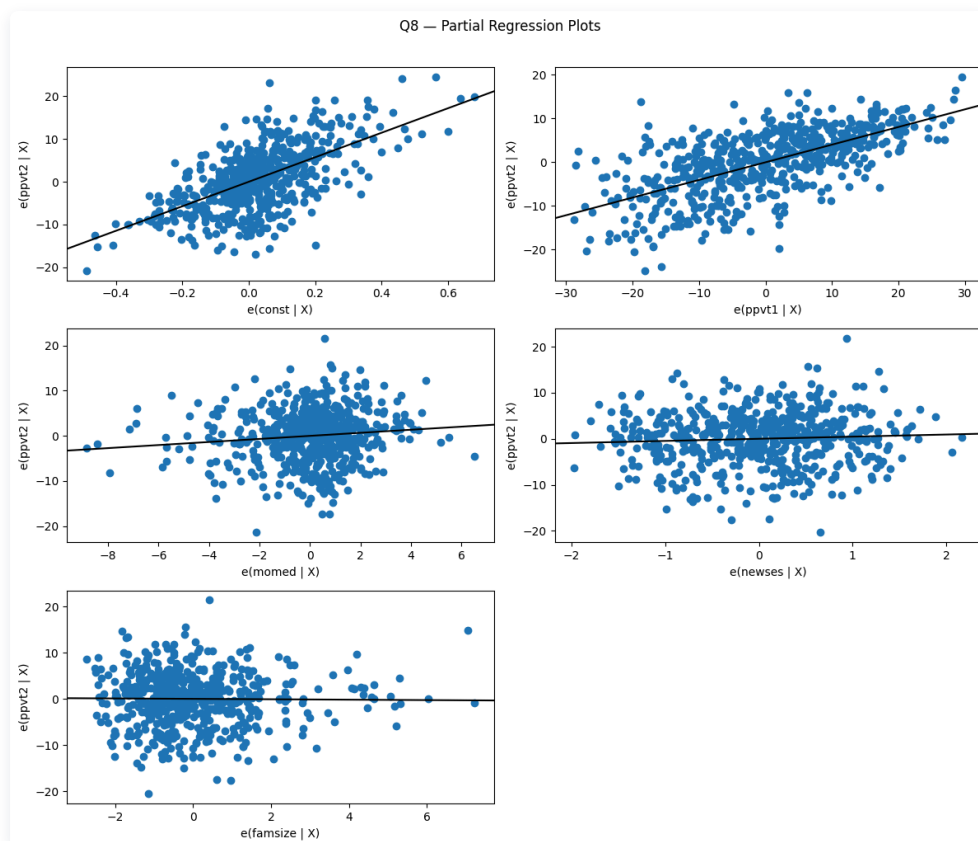 Q8 — Partial Regression Plots
e(ppvt2 | X)
20
10
0
−10
−20
−0.4 −0.2 0.0 0.2 0.4 0.6
e(const | X)
e(ppvt2 | X)
20
10
0
−10
−20
−30 −20 −10 0 10 20 30
e(ppvt1 | X)
e(ppvt2 | X)
20
10
0
−10
−20
−8 −6 −4 −2 0 2 4 6
e(momed | X)
e(ppvt2 | X)
20
10
0
−10
−20
−2 −1 0 1 2
e(newses | X)
e(ppvt2 | X)
20
10
0
−10
−20
−2 0 2 4 6
e(famsize | X)